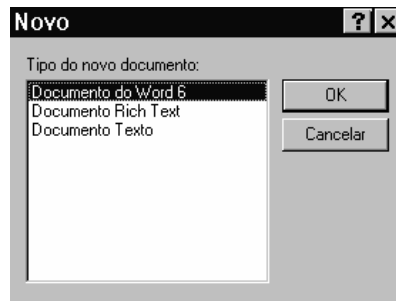 Novo
Tipo do novo documento:
Documento do Word 6
Documento Rich Text
Documento Texto
OK
Cancelar